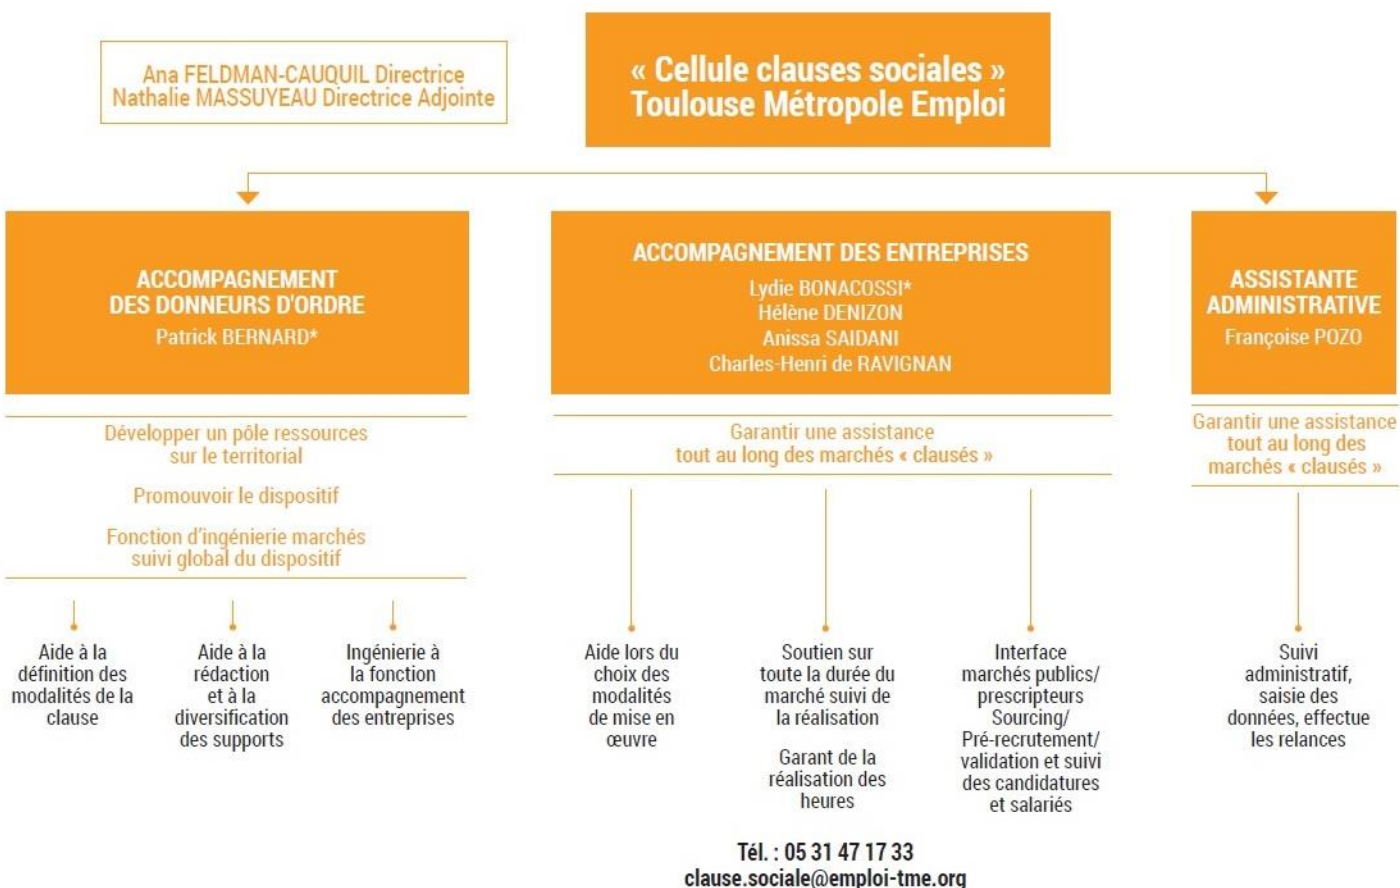 Ana FELDMAN-CAUQUIL Directrice
Nathalie MASSUYEAU Directrice Adjointe
« Cellule clauses sociales »
Toulouse Métropole Emploi
ACCOMPAGNEMENT
DES DONNEURS D'ORDRE
Patrick BERNARD*
Développer un pôle ressources
sur le territorial
Promouvoir le dispositif
Fonction d'ingénierie marchés
suivi global du dispositif
Aide à la
définition des
modalités de la
clause
Aide à la
rédaction
et à la
diversification
des supports
Ingénierie à
la fonction
accompagnement
des entreprises
ACCOMPAGNEMENT DES ENTREPRISES
Lydie BONACOSSI*
Hélène DENIZON
Anissa SAIDANI
Charles-Henri de RAVIGNAN
Garantir une assistance
tout au long des marchés « clausés »
Aide lors du
choix des
modalités
de mise en
œuvre
Soutien sur
toute la durée du
marché suivi de
la réalisation
Garant de la
réalisation des
heures
Interface
marchés publics/
prescripteurs
Sourcing/
Pré-recrutement/
validation et suivi
des candidatures
et salariés
ASSISTANTE
ADMINISTRATIVE
Françoise POZO
Garantir une assistance
tout au long des
marchés « clausés »
Suivi
administratif,
saisie des
données, effectue
les relances
Tél. : 05 31 47 17 33
clause.sociale@emploi-tme.org